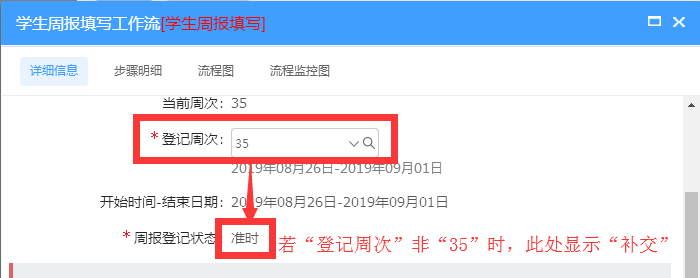 学生周报填写工作流[学生周报填写]
详细信息 步骤明细 流程图 流程监控图
当前周次：35
*登记周次：35
2019年08月26日-2019年09月01日
开始时间-结束日期：2019年08月26日-2019年09月01日
*周报登记状态 准时 若“登记周次”非“35”时，此处显示“补交”